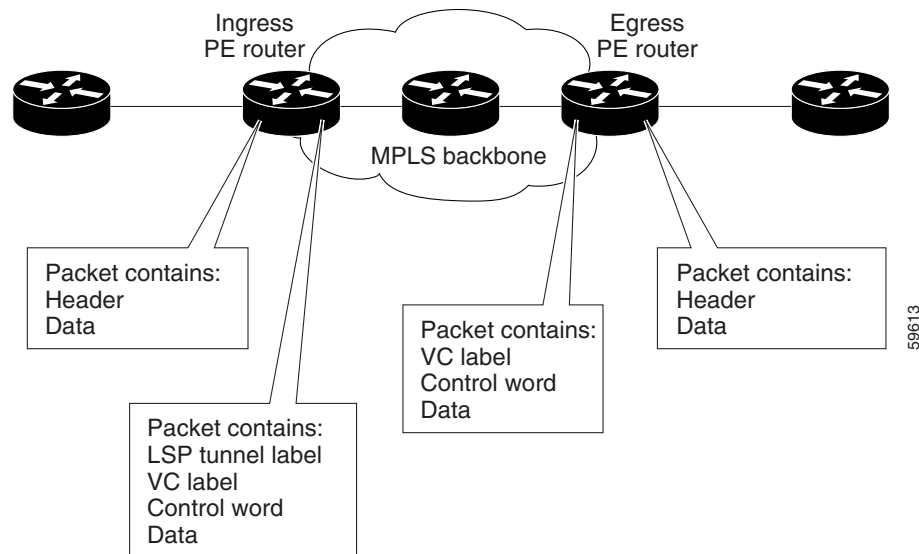 Ingress
PE router
Egress
PE router
MPLS backbone
Packet contains:
Header
Data
Packet contains:
LSP tunnel label
VC label
Control word
Data
Packet contains:
VC label
Control word
Data
Packet contains:
Header
Data
59613